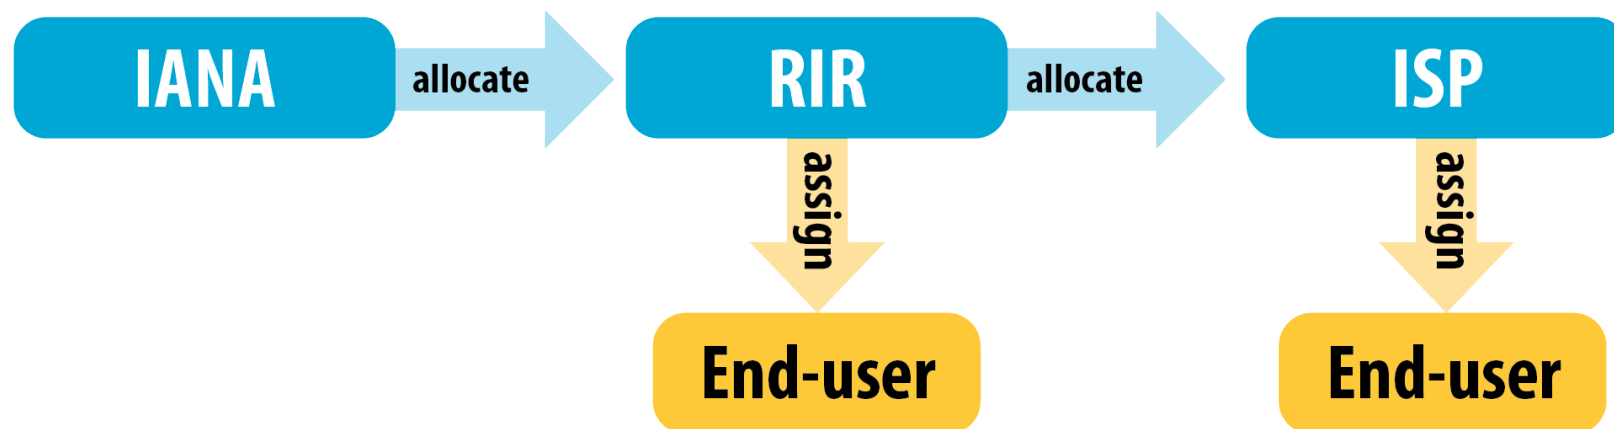 IANA
allocate
RIR
allocate
ISP
assign
assign
End-user
End-user